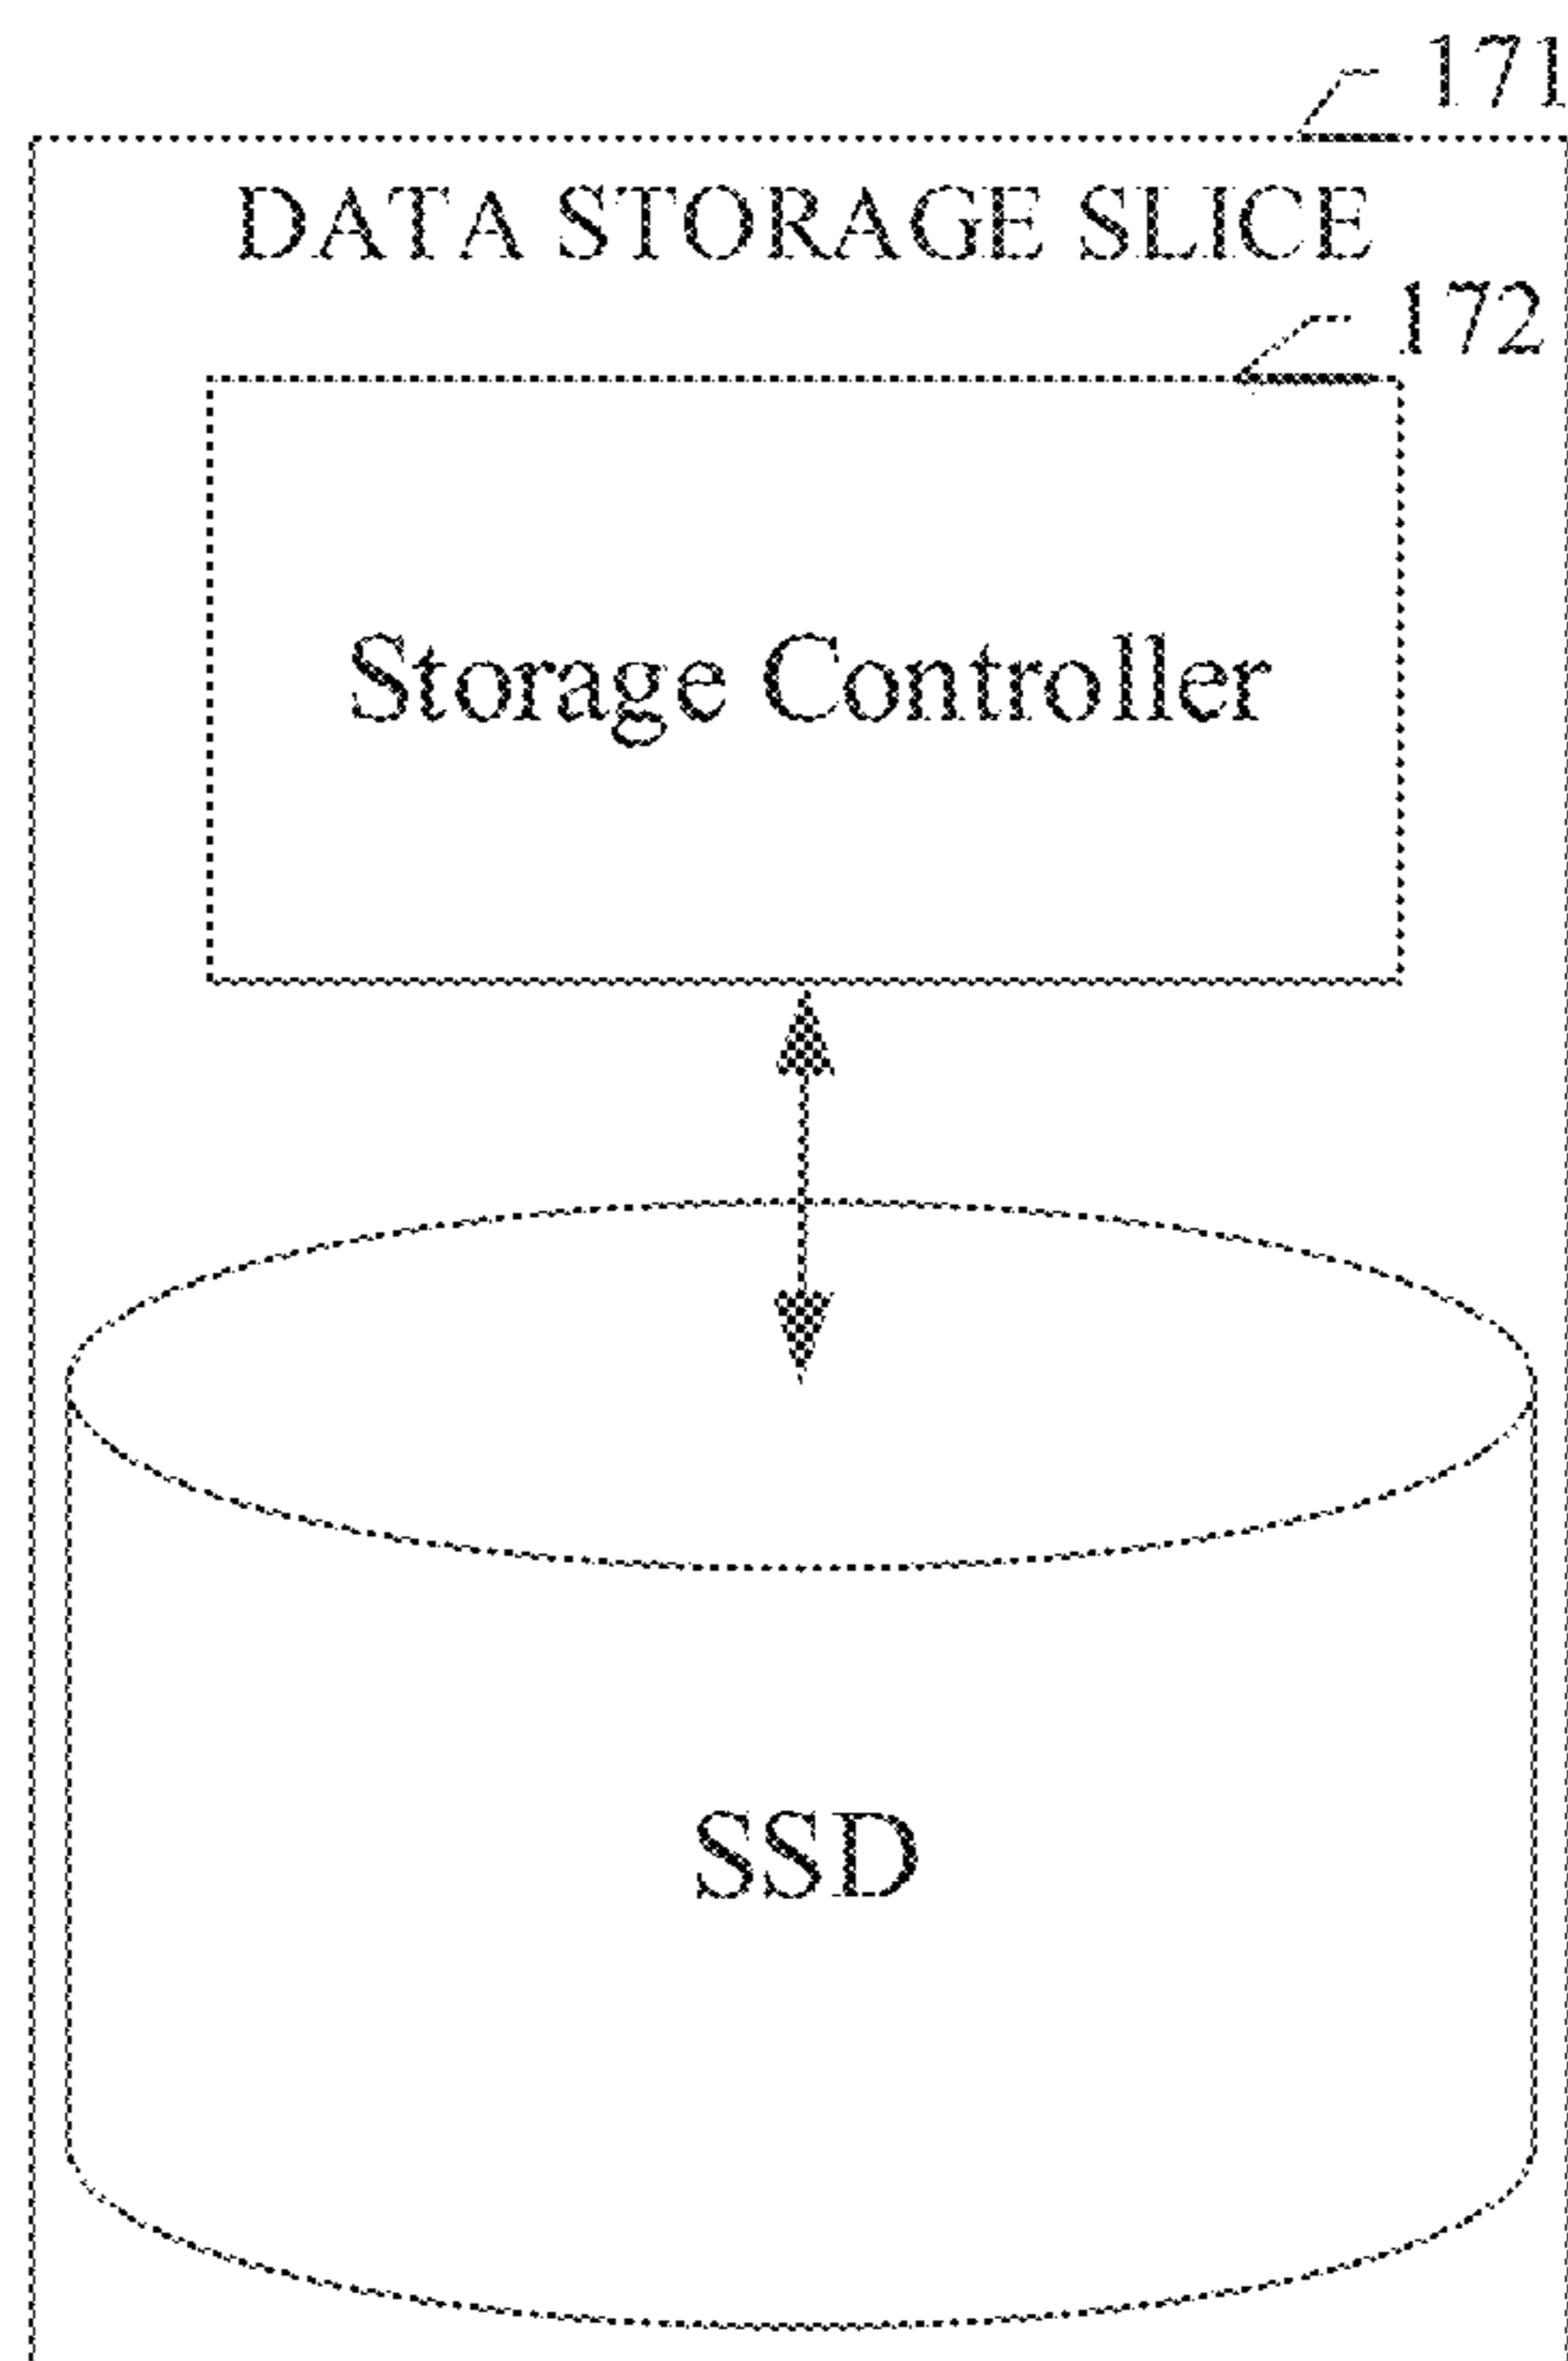 171
DATA STORAGE SLICE
172
Storage Controller
SSD